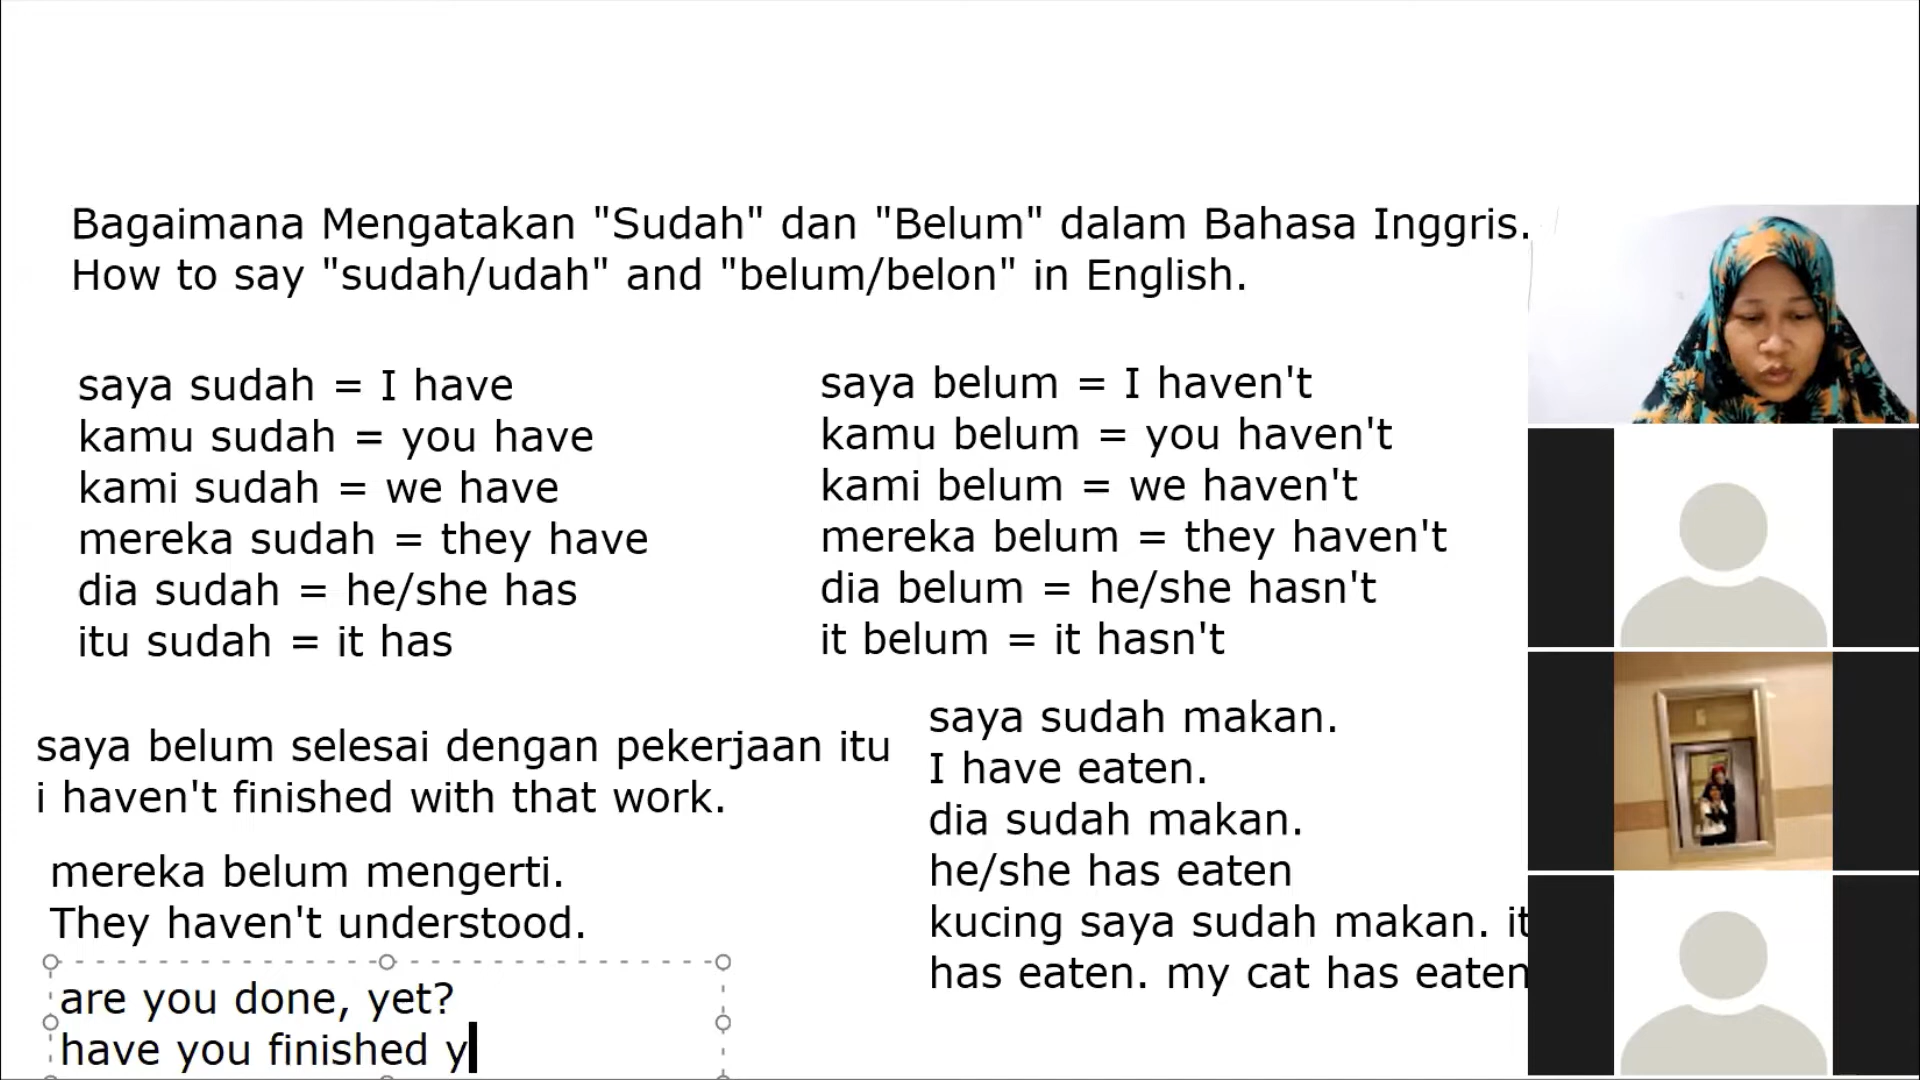 Bagaimana Mengatakan "Sudah" dan "Belum" dalam Bahasa Inggris.
How to say "sudah/udah" and "belum/belon" in English.
saya sudah = I have
kamu sudah = you have
kami sudah = we have
mereka sudah = they have
dia sudah = he/she has
itu sudah = it has
saya belum = I haven't
kamu belum = you haven't
kami belum = we haven't
mereka belum = they haven't
dia belum = he/she hasn't
it belum = it hasn't
saya belum selesai dengan pekerjaan itu
i haven't finished with that work.
mereka belum mengerti.
They haven't understood.
are you done, yet?
have you finished y
saya sudah makan.
I have eaten.
dia sudah makan.
he/she has eaten
kucing saya sudah makan. it
has eaten. my cat has eaten